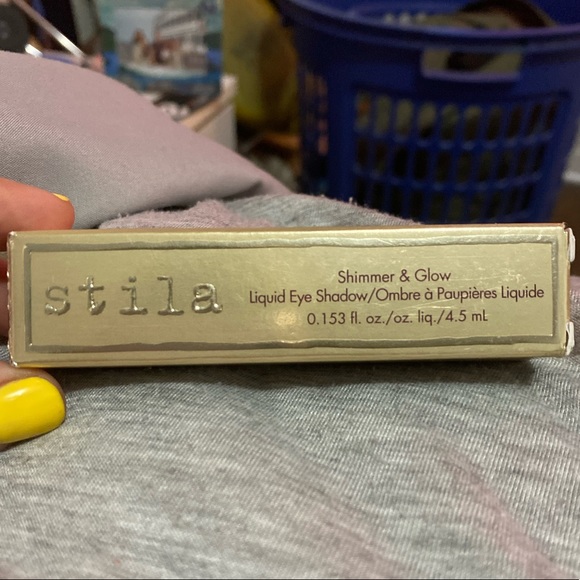 stila
Shimmer & Glow
Liquid Eye Shadow/Ombre à Paupières Liquide
0.153 fl. oz./oz. liq./4.5 mL